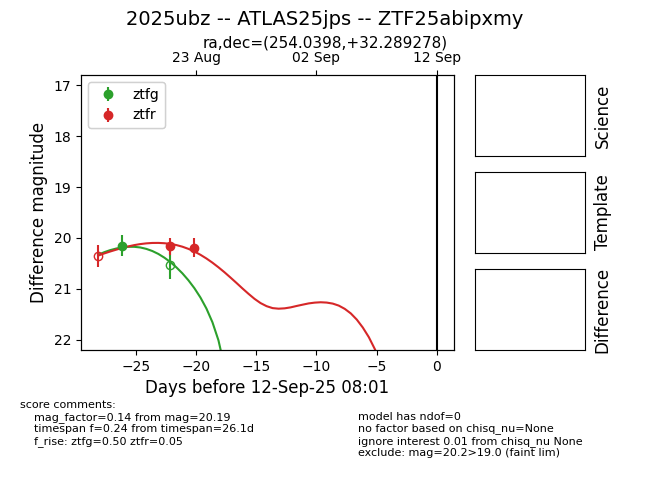 2025ubz -- ATLAS25jps -- ZTF25abipxmy
ra,dec=(254.0398,+32.289278)
23 Aug 02 Sep 12 Sep
ztfg
ztfr
17
18
19
20
21
22
Difference magnitude
−25 −20 −15 −10 −5 0
Days before 12-Sep-25 08:01
Science
Template
Difference
score comments:
mag_factor=0.14 from mag=20.19
timespan f=0.24 from timespan=26.1d
f_rise: ztfg=0.50 ztfr=0.05
model has ndof=0
no factor based on chisq_nu=None
ignore interest 0.01 from chisq_nu None
exclude: mag=20.2>19.0 (faint lim)